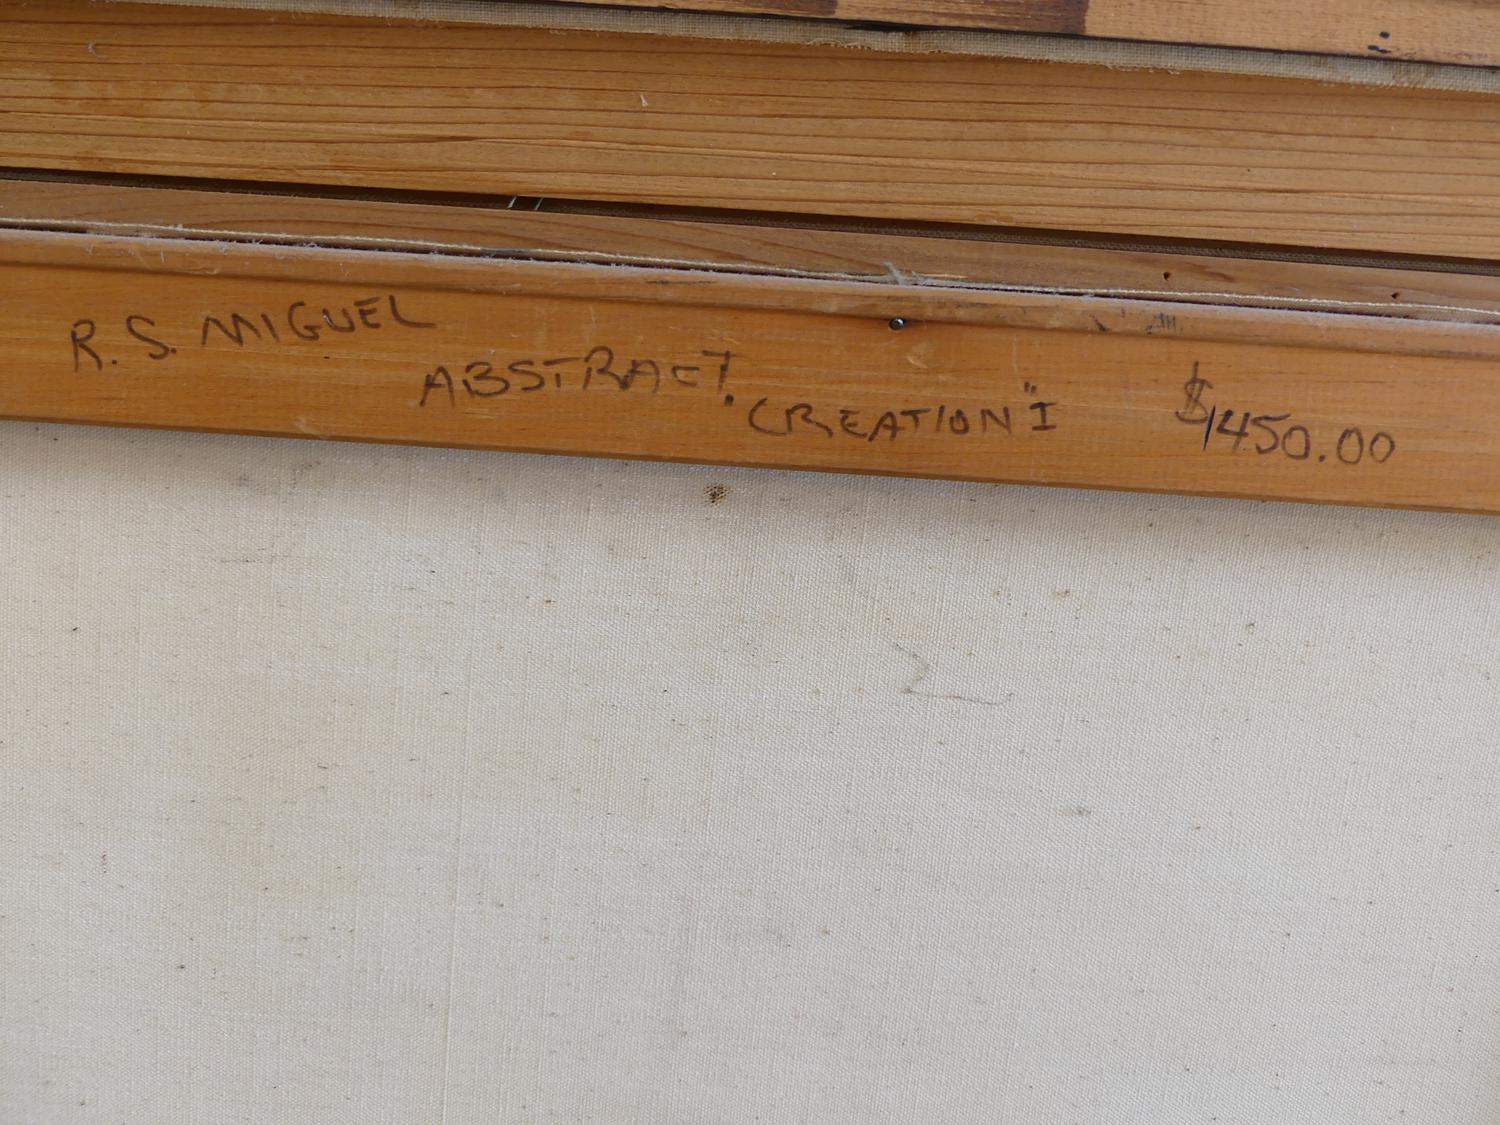 R. S. MIGUEL
ABSTRACT
"CREATION" I
$1450.00